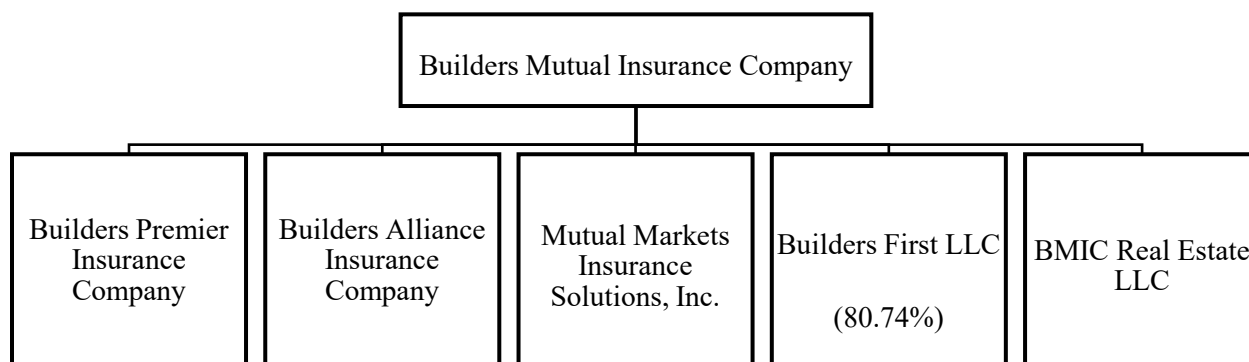 Builders Mutual Insurance Company
Builders Premier
Insurance
Company
Builders Alliance
Insurance
Company
Mutual Markets
Insurance
Solutions, Inc.
Builders First LLC
(80.74%)
BMIC Real Estate
LLC